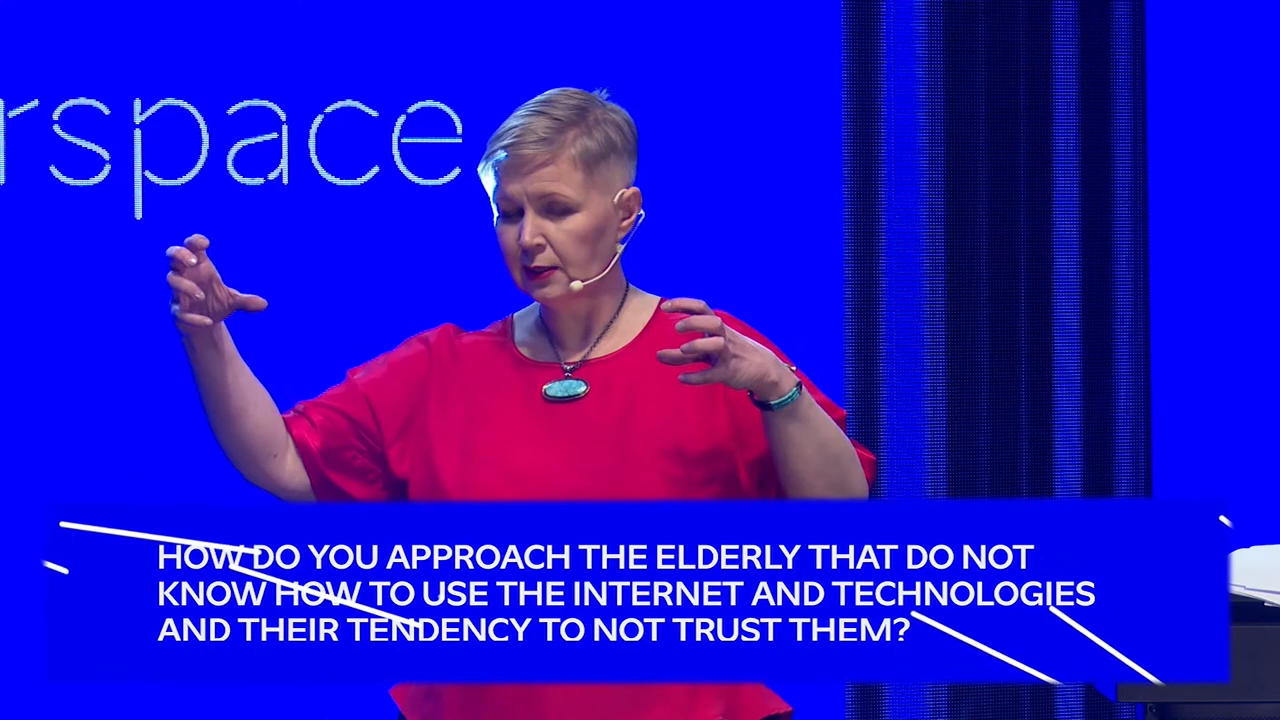 rspace
HOW DO YOU APPROACH THE ELDERLY THAT DO NOT
KNOW HOW TO USE THE INTERNET AND TECHNOLOGIES
AND THEIR TENDENCY TO NOT TRUST THEM?